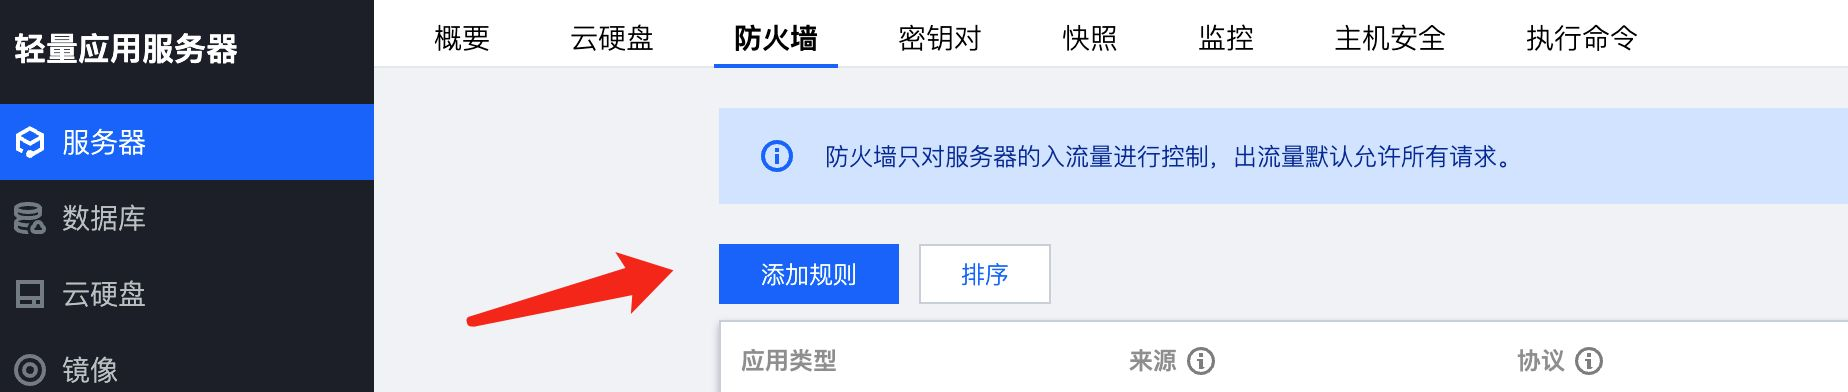 轻量应用服务器
服务器
数据库
云硬盘
镜像
概要 云硬盘 防火墙 密钥对 快照 监控 主机安全 执行命令
防火墙只对服务器的入流量进行控制，出流量默认允许所有请求。
添加规则 排序
应用类型 来源 协议